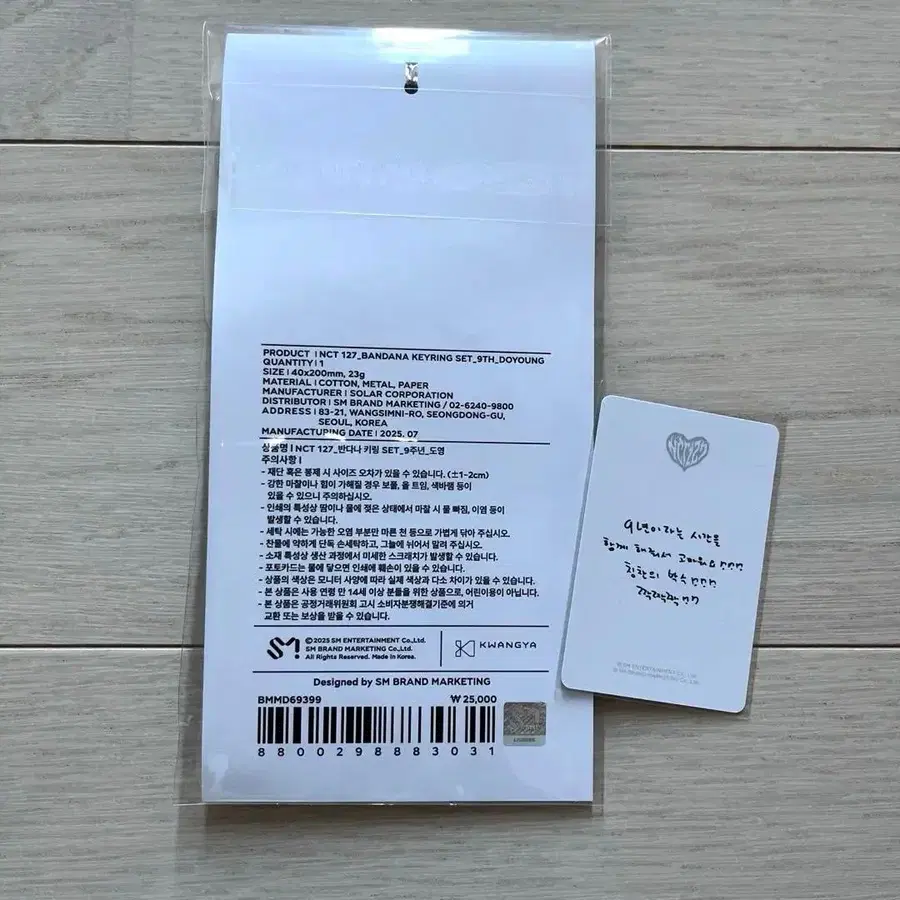 PRODUCT | NCT 127_BANDANA KEYRING SET_9TH_DOYOUNG
QUANTITY | 1
SIZE | 40x200mm, 23g
MATERIAL | COTTON, METAL, PAPER
MANUFACTURER | SOLAR CORPORATION
DISTRIBUTOR | SM BRAND MARKETING / 02-6240-9800
ADDRESS | 83-21, WANGSIMNI-RO, SEONGDONG-GU,
SEOUL, KOREA
MANUFACTURING DATE | 2025. 07
상품명 | NCT 127_반다나 키링 SET_9주년_도영
주의사항 |
- 재단 혹은 봉제 시 사이즈 오차가 있을 수 있습니다. (±1-2cm)
- 강한 마찰이나 힘이 가해질 경우 보풀, 올 트임, 색바램 등이
있을 수 있으니 주의하십시오.
- 인쇄의 특성상 땀이나 물에 젖은 상태에서 마찰 시 물 빠짐, 이염 등이
발생할 수 있습니다.
- 세탁 시에는 가능한 오염 부분만 마른 천 등으로 가볍게 닦아 주십시오.
- 찬물에 약하게 단독 손세탁하고, 그늘에 뉘어서 말려 주십시오.
- 소재 특성상 생산 과정에서 미세한 스크래치가 발생할 수 있습니다.
- 포토카드는 물에 닿으면 인쇄에 훼손이 있을 수 있습니다.
- 상품의 색상은 모니터 사양에 따라 실제 색상과 다소 차이가 있을 수 있습니다.
- 본 상품은 사용 연령 만 14세 이상 분들을 위한 상품으로, 어린이용이 아닙니다.
- 본 상품은 공정거래위원회 고시 소비자분쟁해결기준에 의거
교환 또는 보상을 받을 수 있습니다.
SM
© 2025 SM ENTERTAINMENT Co.,Ltd.
SM BRAND MARKETING Co.,Ltd.
All Rights Reserved. Made in Korea.
KWANGYA
Designed by SM BRAND MARKETING
BMMD69399 ₩25,000
8800298883031
NCT127
9년이라는 시간을
함께 해줘서 고마워요!!!
칭찬의 박수!!!
짝짝짝!!
© SM ENTERTAINMENT CO., LTD.
© SM BRAND MARKETING CO., LTD.